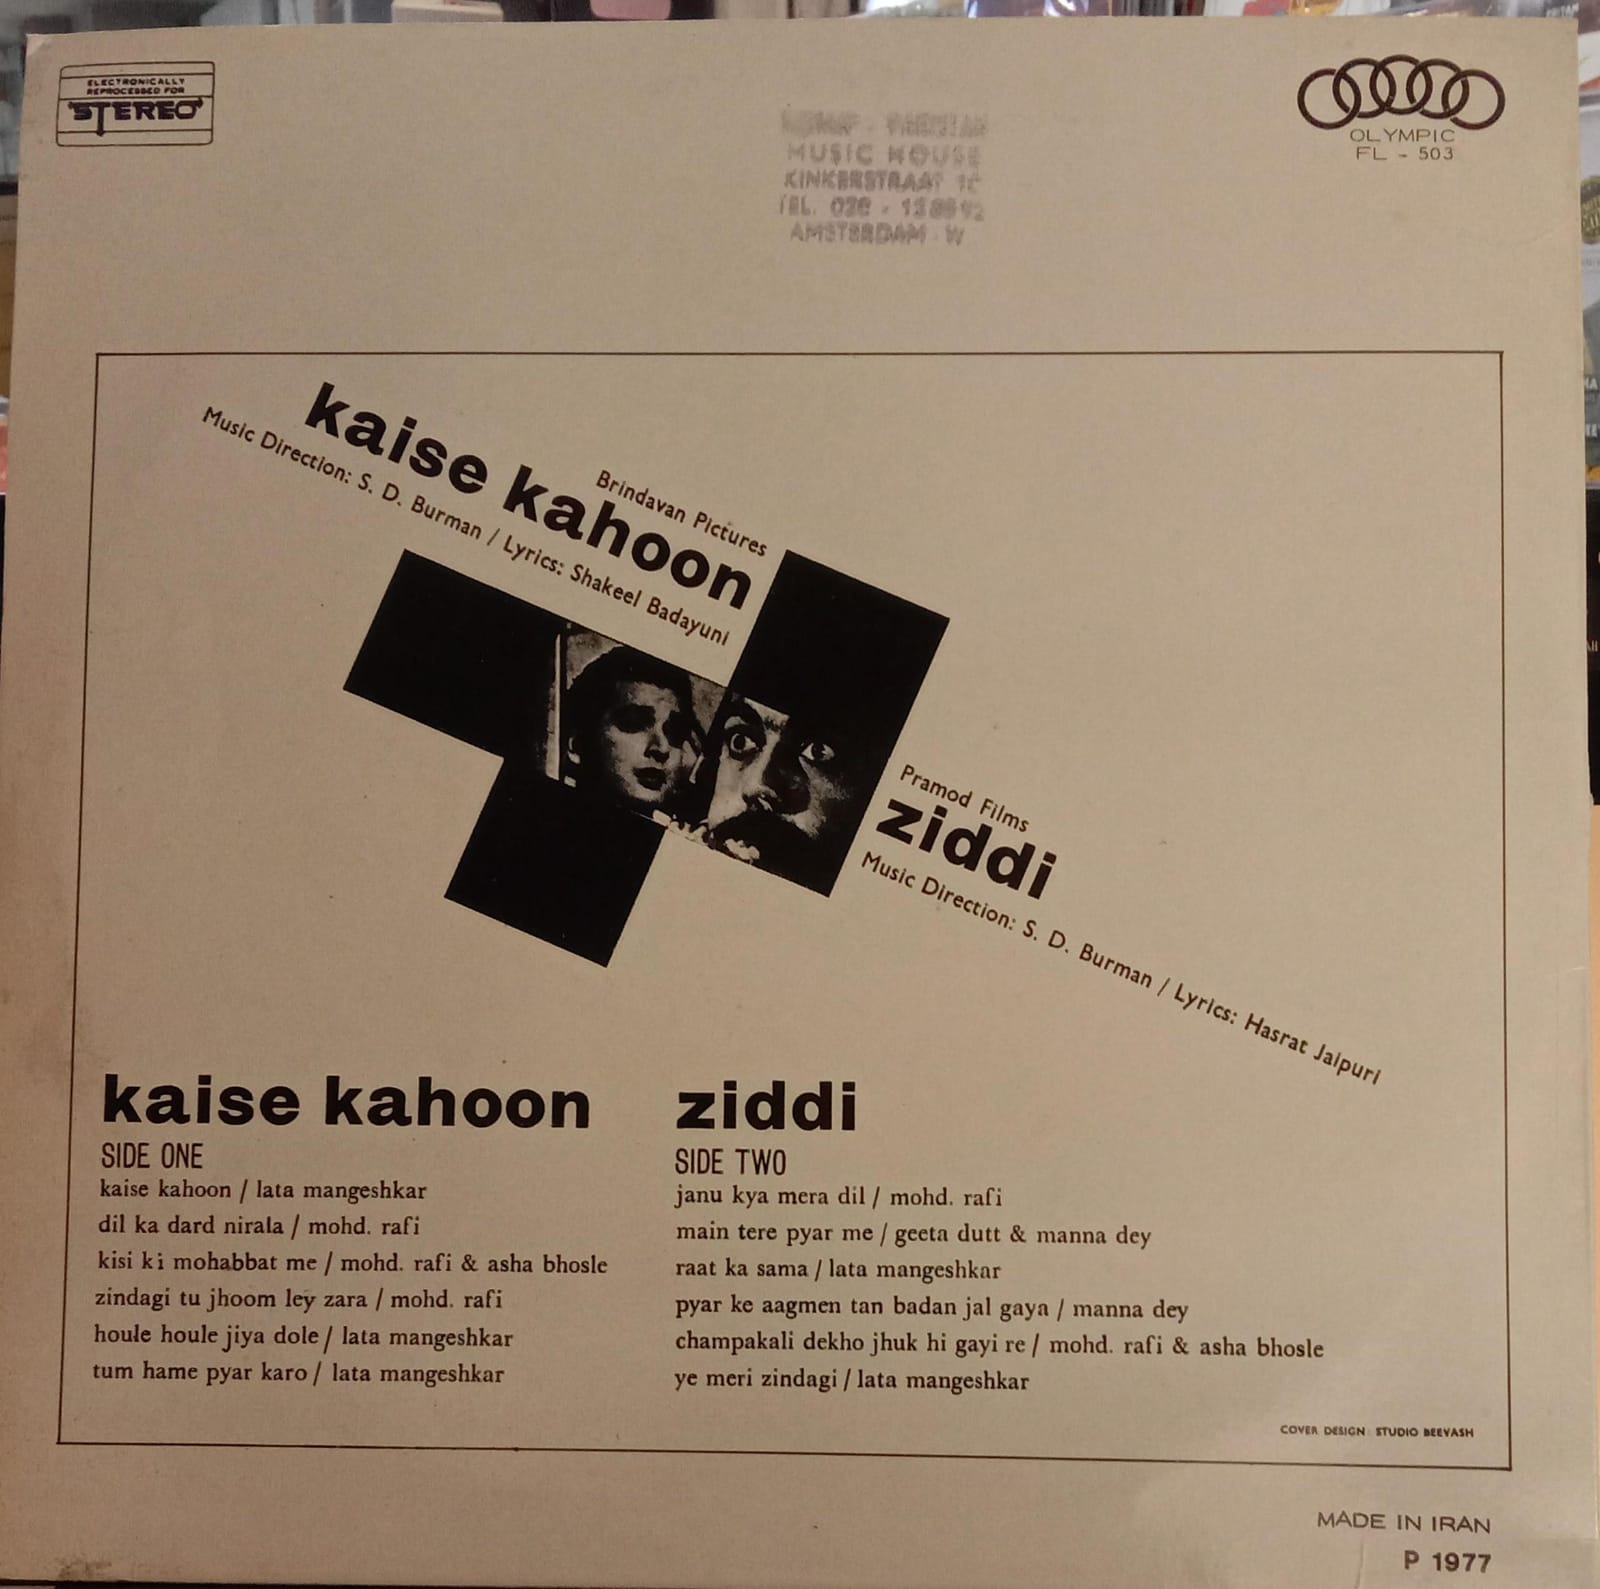 ELECTRONICALLY
REPROCESSED FOR
STEREO
OLYMPIC
FL - 503
MUSIC HOUSE
KINKERSTRAAT
TEL. 020 -
AMSTERDAM - W
Brindavan Pictures
kaise kahoon
Music Direction: S. D. Burman / Lyrics: Shakeel Badayuni
Pramod Films
ziddi
Music Direction: S. D. Burman / Lyrics: Hasrat Jaipuri
kaise kahoon
SIDE ONE
kaise kahoon / lata mangeshkar
dil ka dard nirala / mohd. rafi
kisi ki mohabbat me / mohd. rafi & asha bhosle
zindagi tu jhoom ley zara / mohd. rafi
houle houle jiya dole / lata mangeshkar
tum hame pyar karo / lata mangeshkar
ziddi
SIDE TWO
janu kya mera dil / mohd. rafi
main tere pyar me / geeta dutt & manna dey
raat ka sama / lata mangeshkar
pyar ke aagmen tan badan jal gaya / manna dey
champakali dekho jhuk hi gayi re / mohd. rafi & asha bhosle
ye meri zindagi / lata mangeshkar
COVER DESIGN: STUDIO BEEVASH
MADE IN IRAN
P 1977